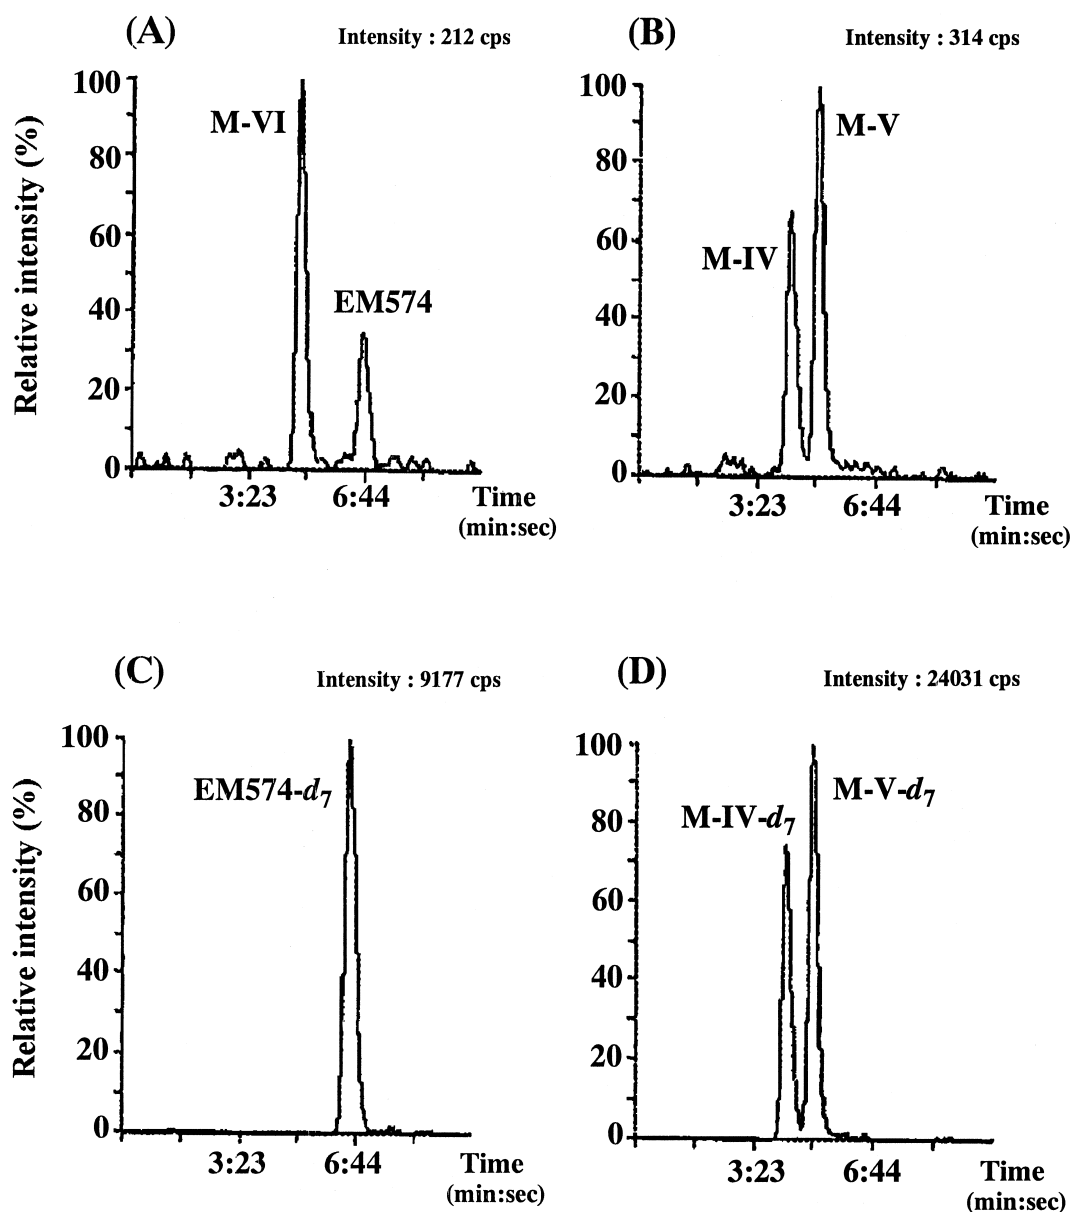 (A)
Intensity : 212 cps
Relative intensity (%)
100
80
60
40
20
0
M-VI
EM574
3:23
6:44
Time
(min:sec)
(B)
Intensity : 314 cps
100
80
60
40
20
0
M-V
M-IV
3:23
6:44
Time
(min:sec)
(C)
Intensity : 9177 cps
Relative intensity (%)
100
80
60
40
20
0
EM574-d7
3:23
6:44
Time
(min:sec)
(D)
Intensity : 24031 cps
100
80
60
40
20
0
M-V-d7
M-IV-d7
3:23
6:44
Time
(min:sec)